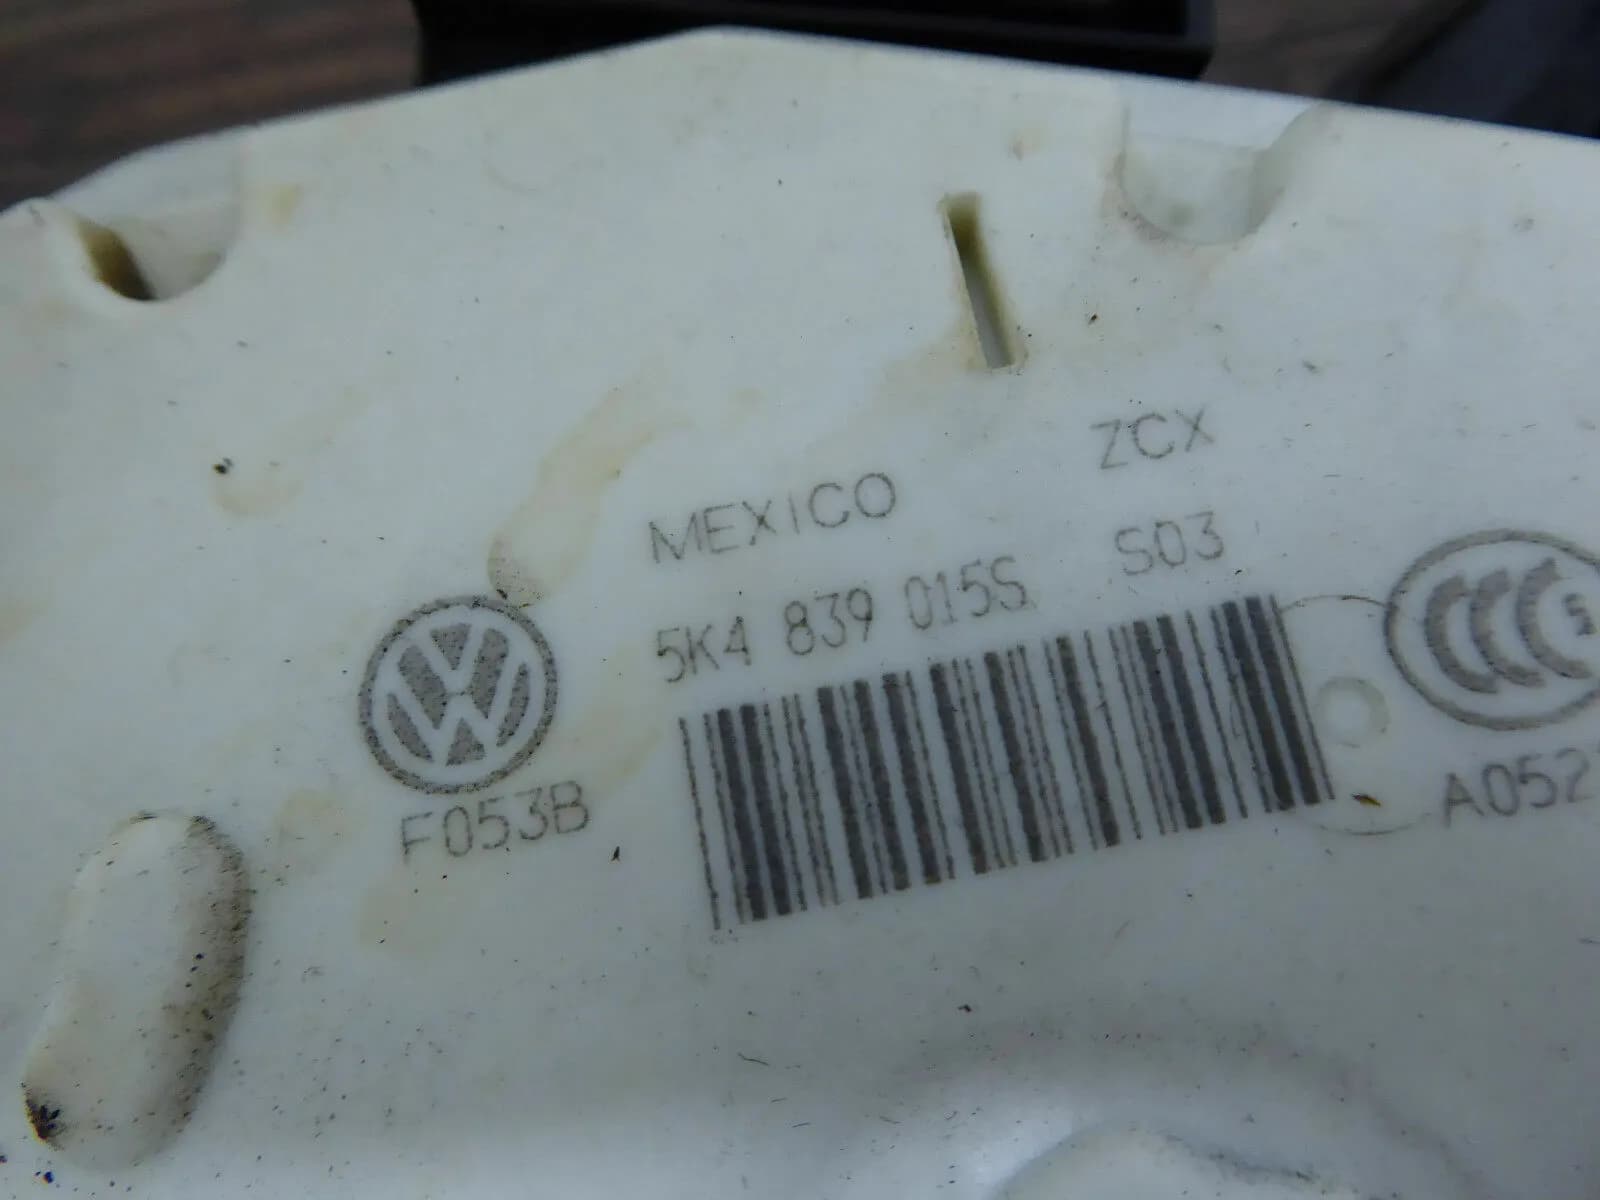 ZCX
MEXICO
5K4 839 015S S03
F053B
CCC S
A052